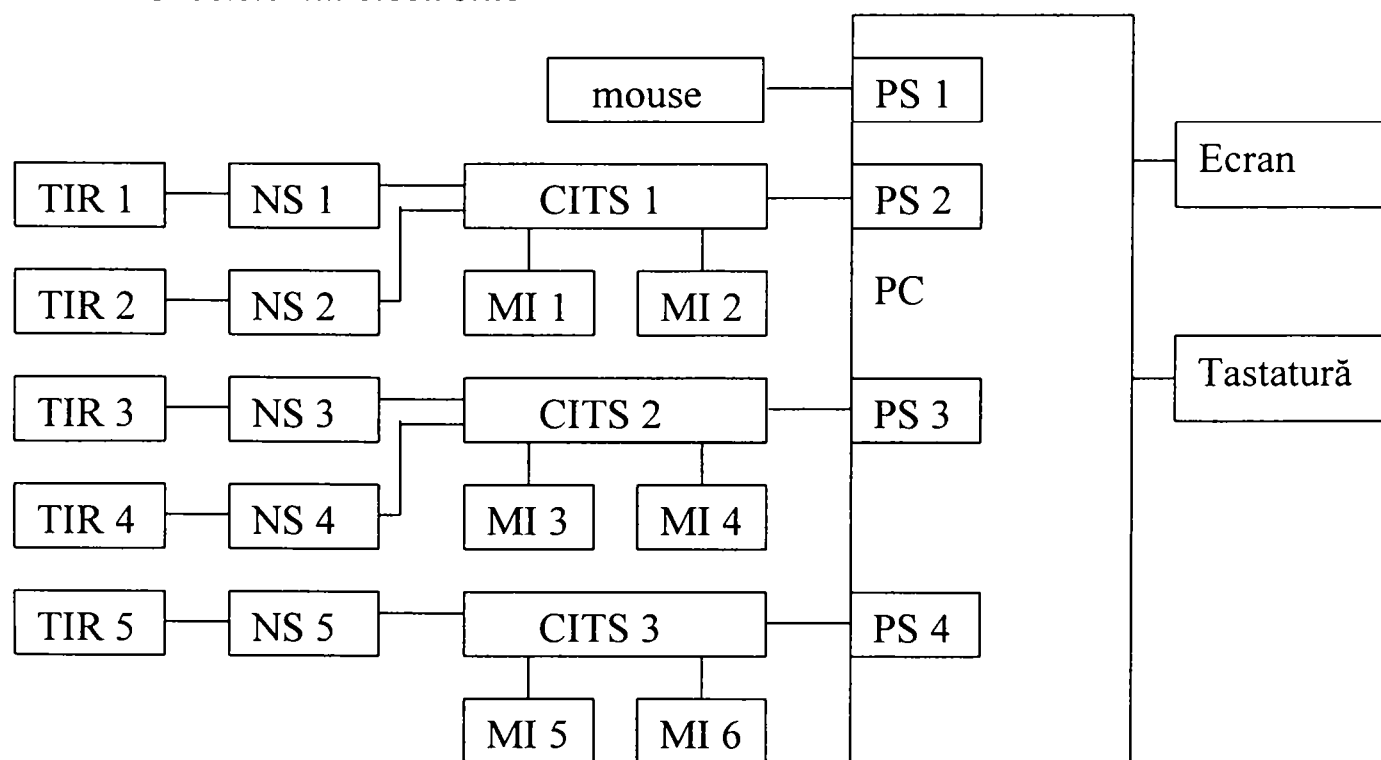 mouse PS 1
Ecran
TIR 1 NS 1 CITS 1 PS 2
TIR 2 NS 2 MI 1 MI 2 PC
Tastatură
TIR 3 NS 3 CITS 2 PS 3
TIR 4 NS 4 MI 3 MI 4
TIR 5 NS 5 CITS 3 PS 4
MI 5 MI 6